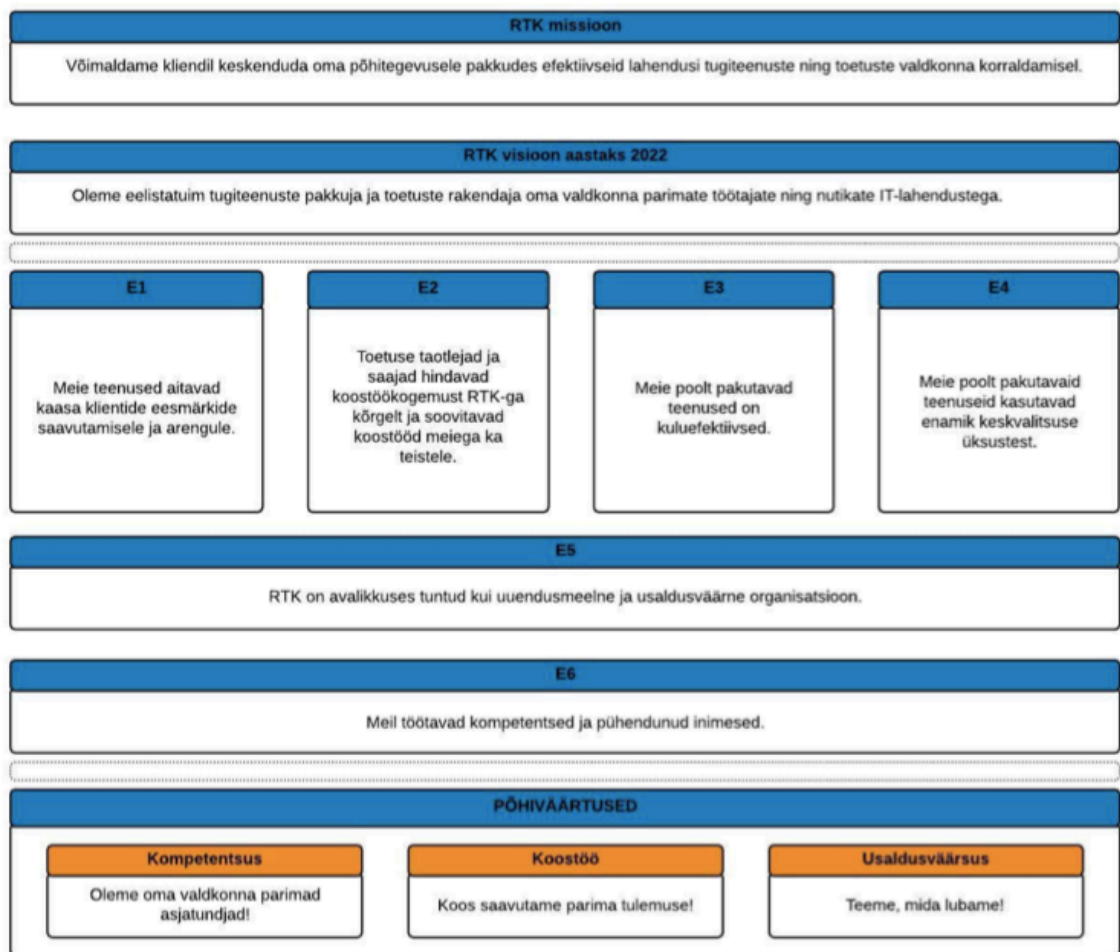 RTK missioon
Võimaldame kliendil keskenduda oma põhitegevusele pakkudes efektiivseid lahendusi tugiteenuste ning toetuste valdkonna korraldamisel.
RTK visioon aastaks 2022
Oleme eelistatuim tugiteenuste pakkuja ja toetuste rakendaja oma valdkonna parimate töötajate ning nutikate IT-lahendustega.
E1
Meie teenused aitavad
kaasa klientide eesmärkide
saavutamisele ja arengule.
E2
Toetuse taotlejad ja
saajad hindavad
koostöökogemust RTK-ga
kõrgelt ja soovitavad
koostööd meiega ka
teistele.
E3
Meie poolt pakutavad
teenused on
kuluefektiivsed.
E4
Meie poolt pakutavaid
teenuseid kasutavad
enamik keskvalitsuse
üksustest.
E5
RTK on avalikkuses tuntud kui uuendusmeelne ja usaldusväärne organisatsioon.
E6
Meil töötavad kompetentsed ja pühendunud inimesed.
PÕHIVÄÄRTUSED
Kompetentsus
Oleme oma valdkonna parimad
asjatundjad!
Koostöö
Koos saavutame parima tulemuse!
Usaldusväärsus
Teeme, mida lubame!